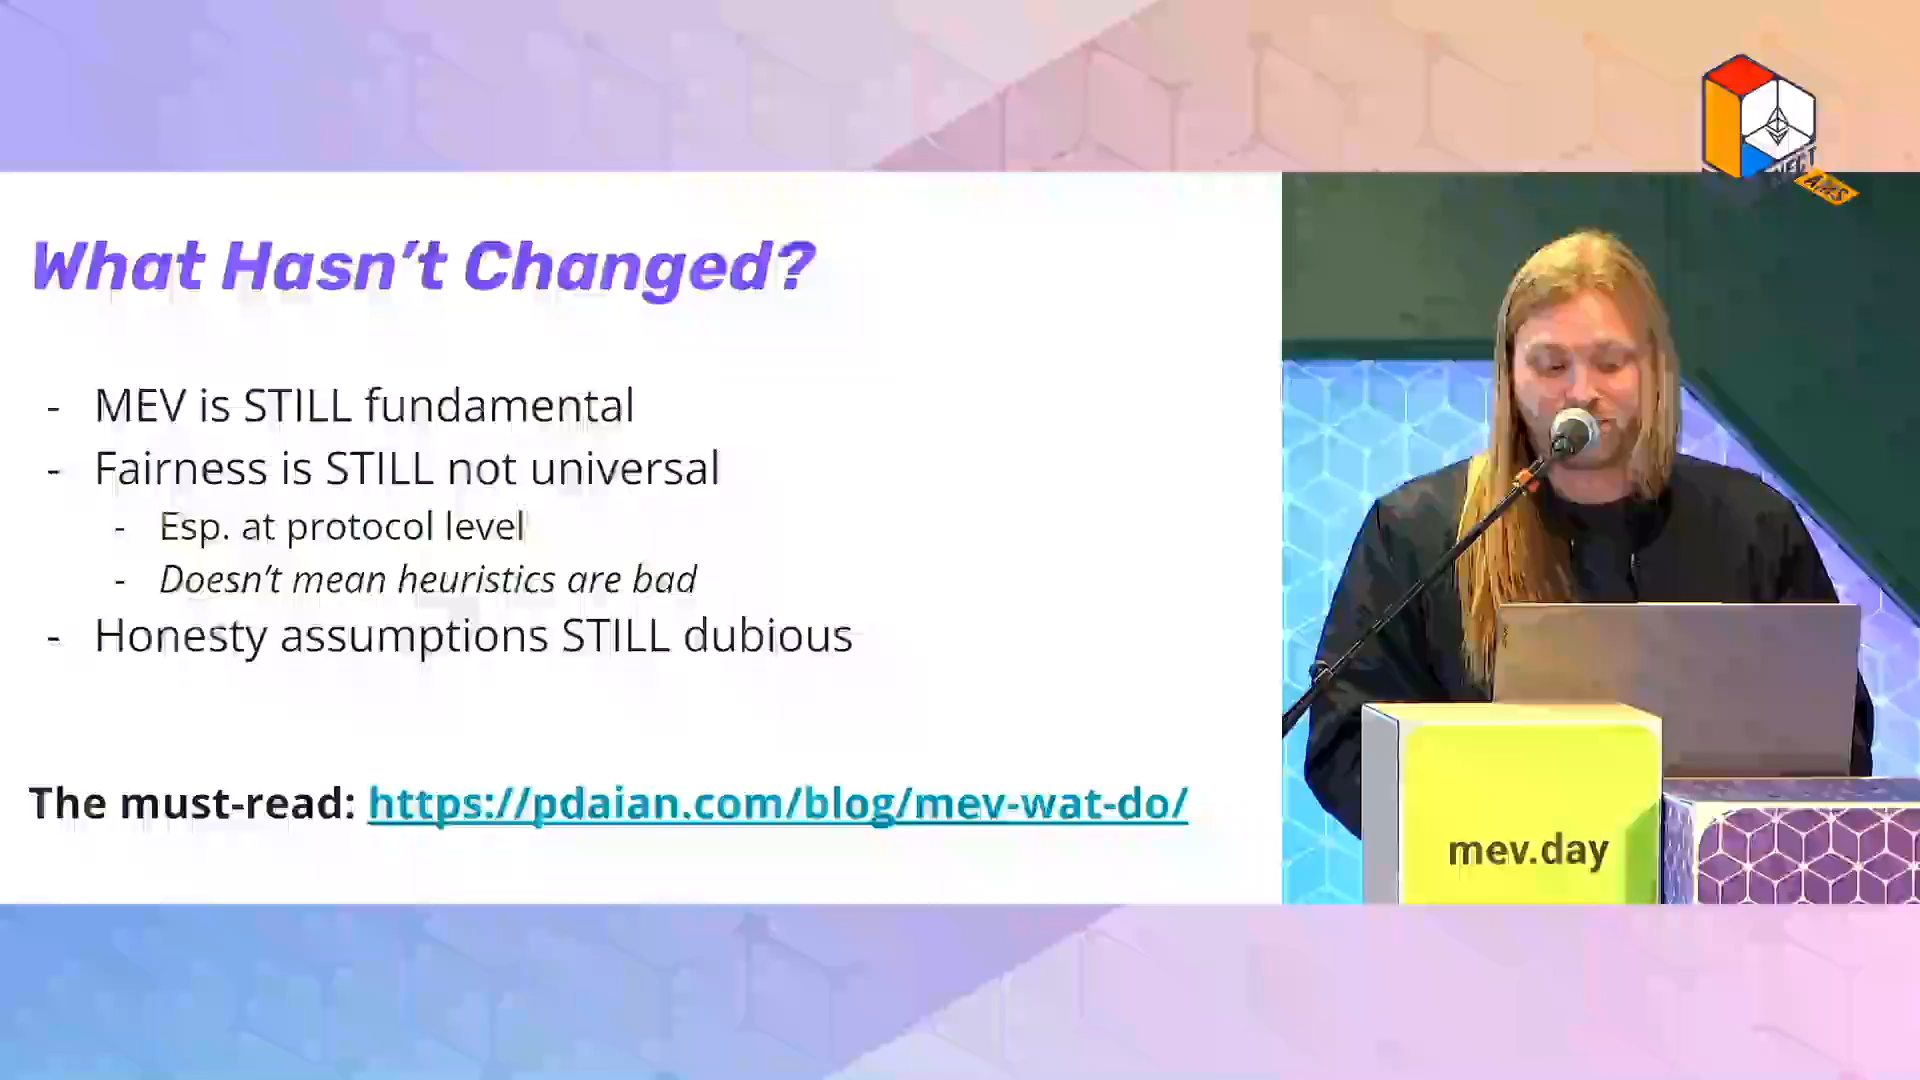 What Hasn't Changed?
- MEV is STILL fundamental
- Fairness is STILL not universal
- Esp. at protocol level
- Doesn't mean heuristics are bad
- Honesty assumptions STILL dubious
The must-read: https://pdaian.com/blog/mev-wat-do/
mev.day
AMS